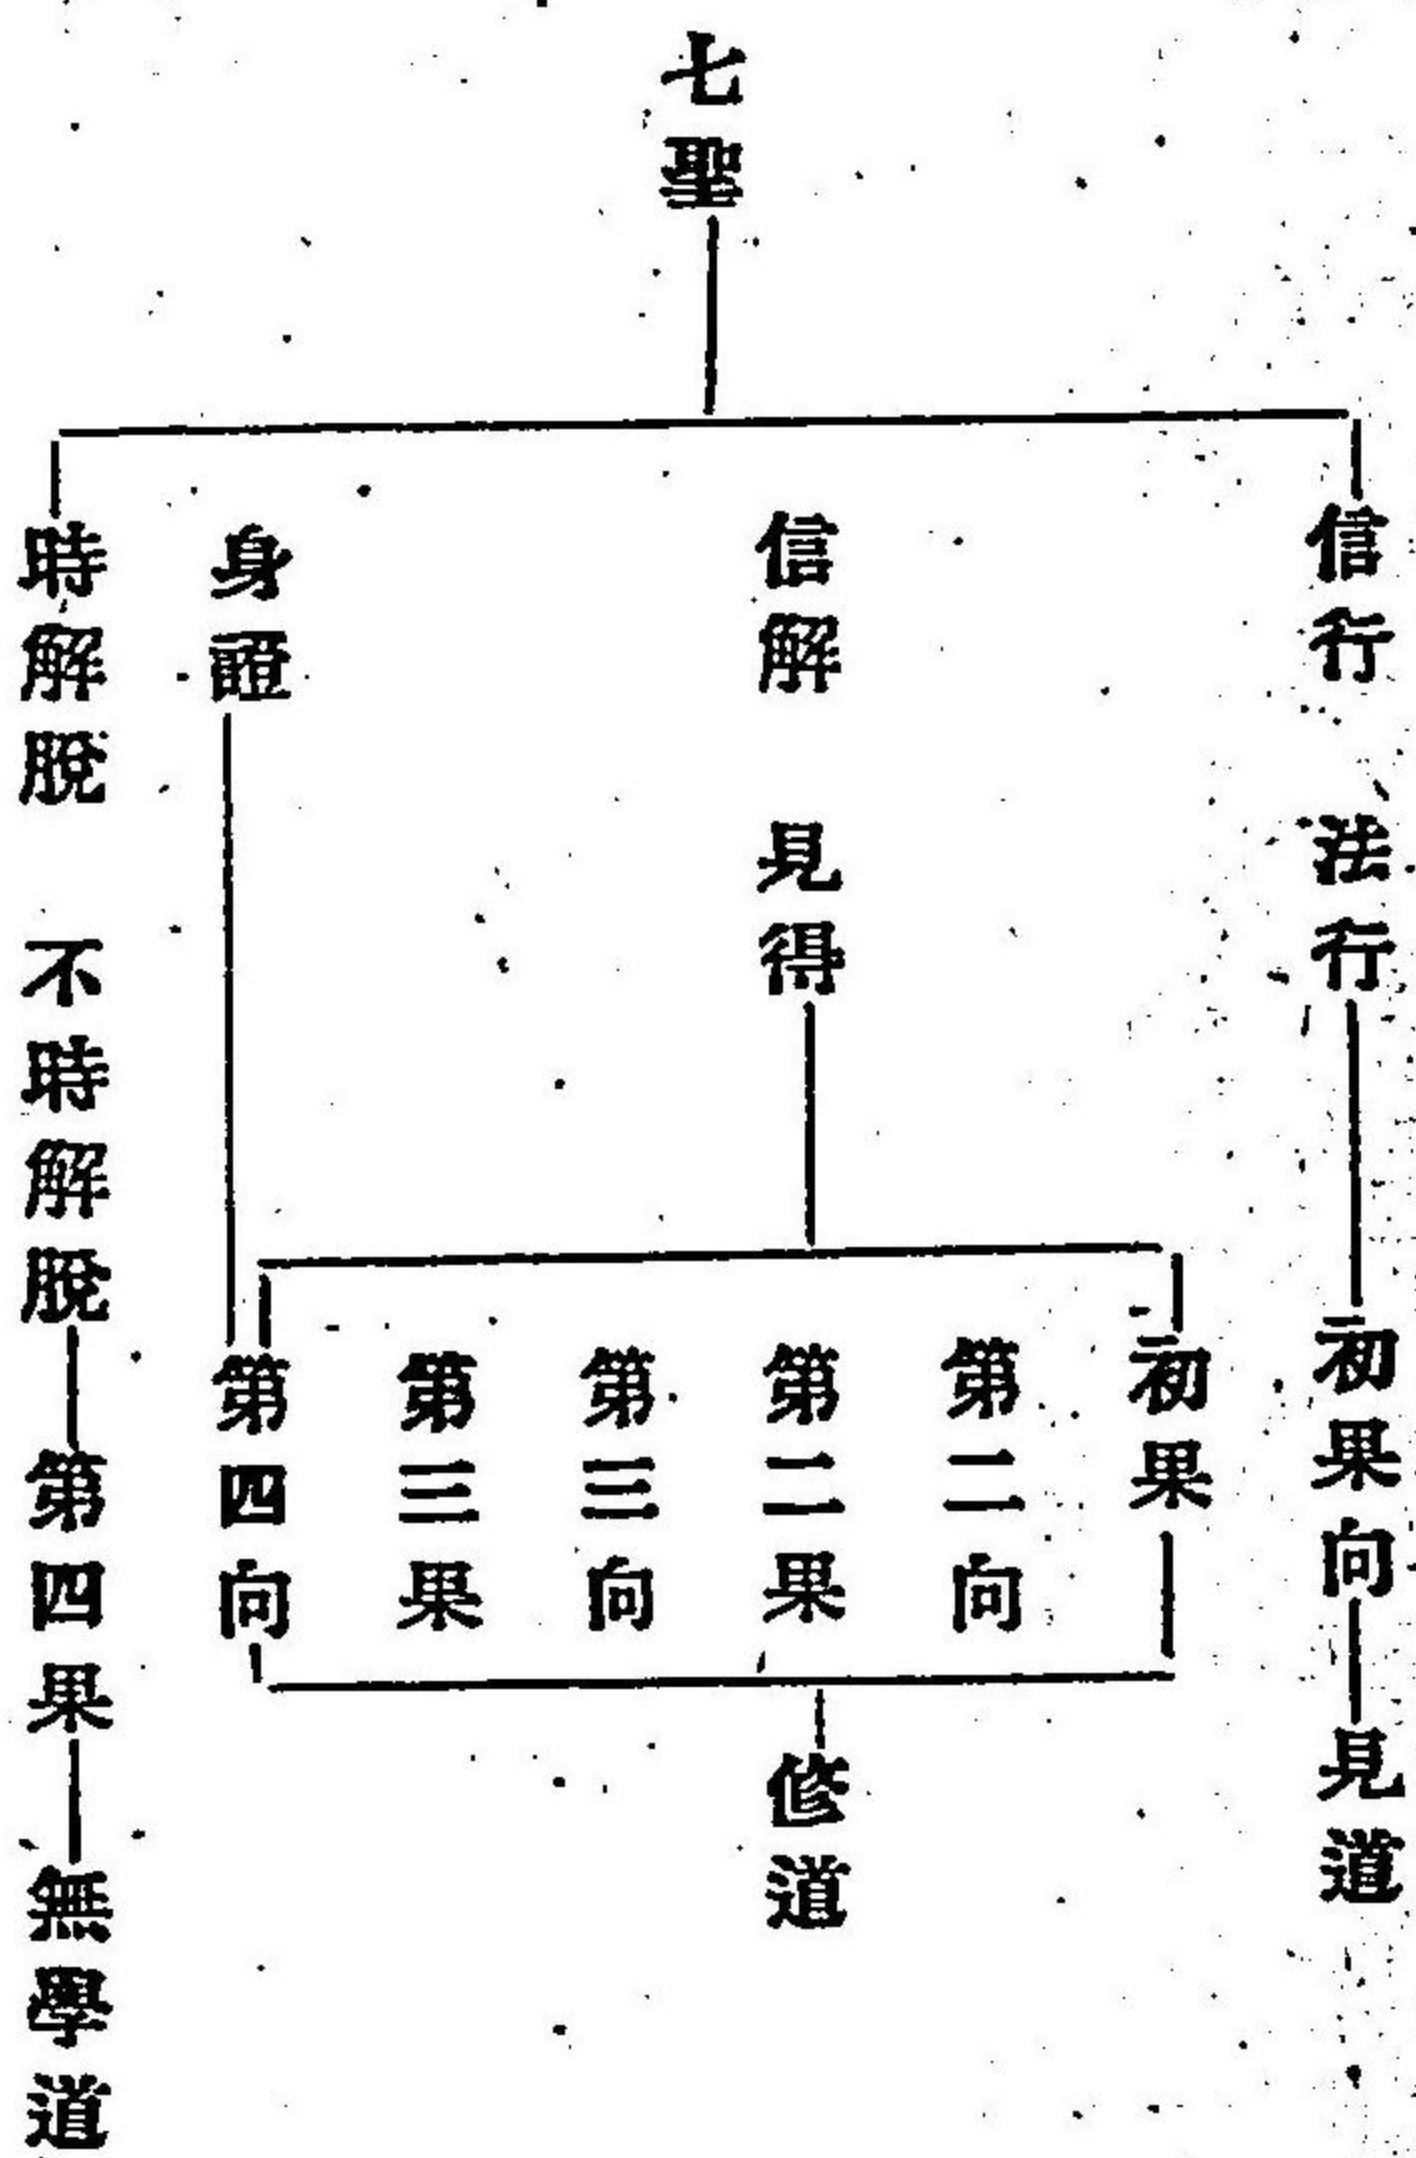 七聖
信行　法行
初果向
見道
信解　見得
初果
第二向
第二果
第三向
第三果
第四向
修道
身證
時解脫　不時解脫
第四果
無學道